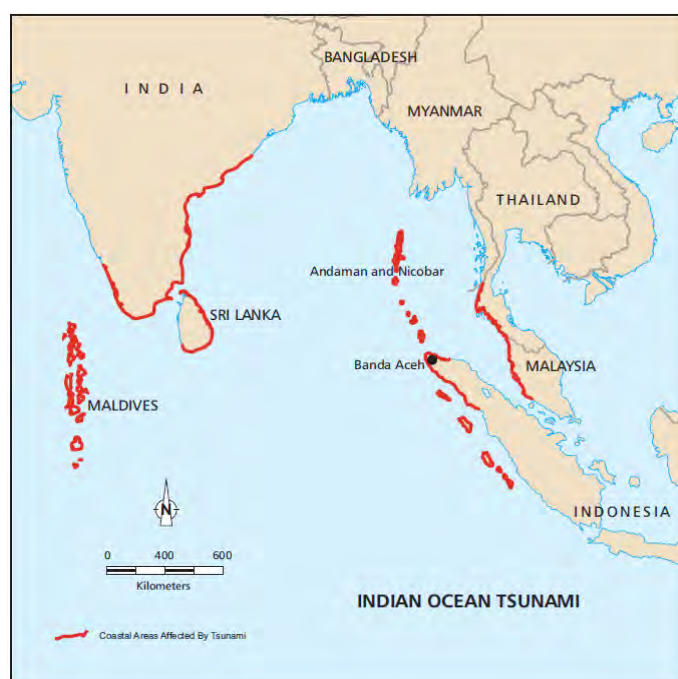 BANGLADESH
INDIA
MYANMAR
THAILAND
Andaman and Nicobar
SRI LANKA
Banda Aceh
MALAYSIA
MALDIVES
N
INDONESIA
0 400 600
Kilometers
INDIAN OCEAN TSUNAMI
Coastal Areas Affected By Tsunami